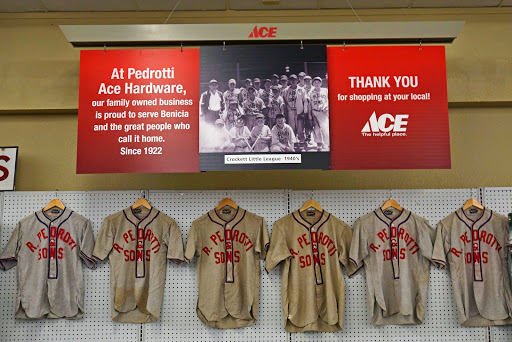 ACE
At Pedrotti
Ace Hardware,
our family owned business
is proud to serve Benicia
and the great people who
call it home.
Since 1922
Crockett Little League 1940's
THANK YOU
for shopping at your local!
ACE
The helpful place.
R. PEDROTTI
SONS
R. PEDROTTI
SONS
R. PEDROTTI
SONS
R. PEDROTTI
SONS
R. PEDROTTI
SONS
R. PEDROTTI
SONS